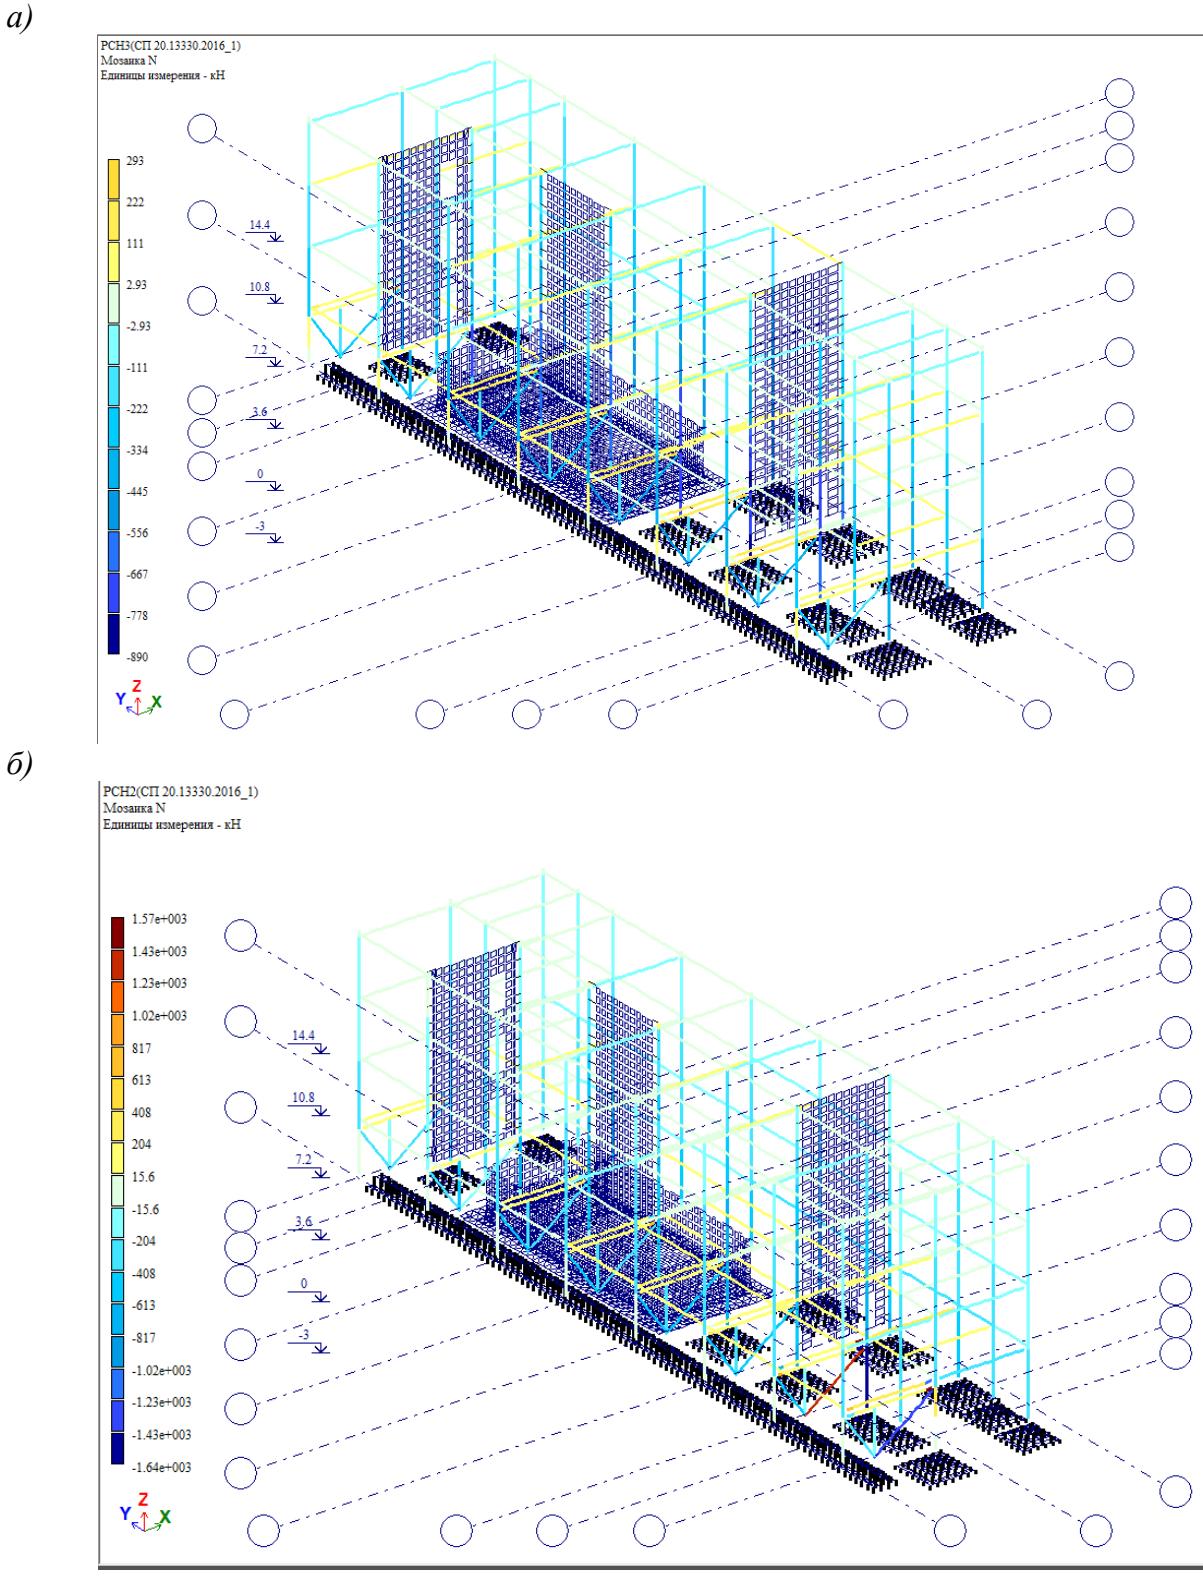 а)
РСН3(СП 20.13330.2016_1)
Мозаика N
Единицы измерения - кН
293
222
111
2.93
-2.93
-111
-222
-334
-445
-556
-667
-778
-890
14.4
10.8
7.2
3.6
0
-3
Z
Y
X
б)
РСН2(СП 20.13330.2016_1)
Мозаика N
Единицы измерения - кН
1.57e+003
1.43e+003
1.23e+003
1.02e+003
817
613
408
204
15.6
-15.6
-204
-408
-613
-817
-1.02e+003
-1.23e+003
-1.43e+003
-1.64e+003
14.4
10.8
7.2
3.6
0
-3
Z
Y
X